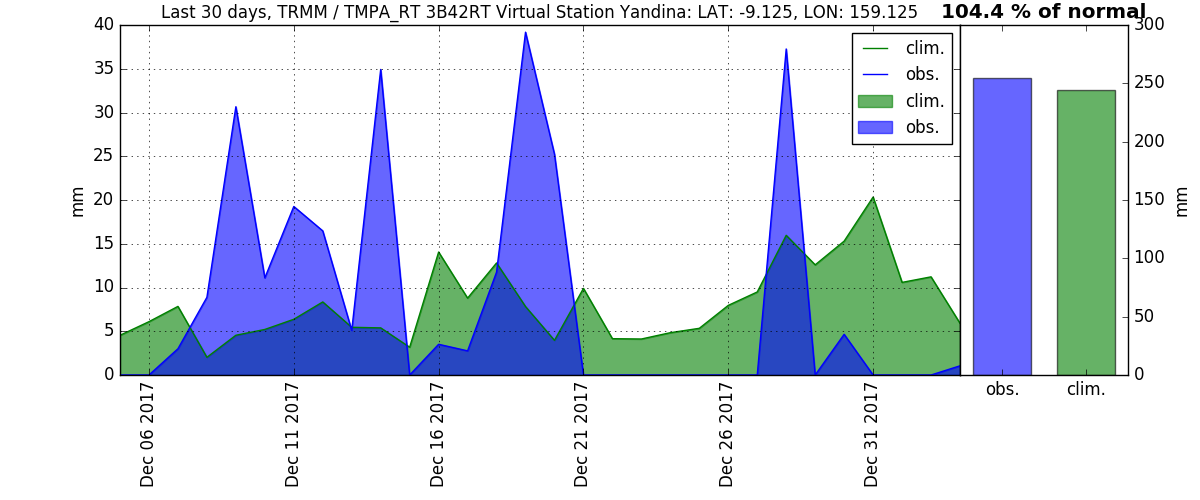 Last 30 days, TRMM / TMPA_RT 3B42RT Virtual Station Yandina: LAT: -9.125, LON: 159.125
104.4 % of normal
40
35
30
25
20
15
10
5
0
mm
clim.
obs.
clim.
obs.
300
250
200
150
100
50
0
mm
Dec 06 2017
Dec 11 2017
Dec 16 2017
Dec 21 2017
Dec 26 2017
Dec 31 2017
obs.
clim.